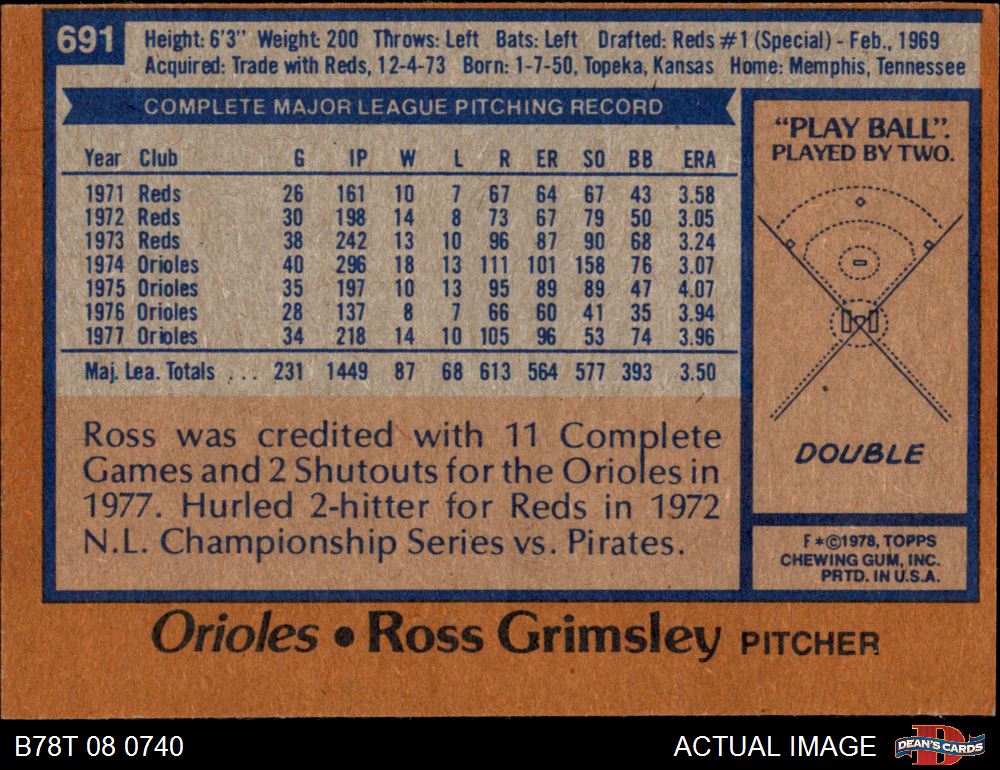 691
Height: 6'3" Weight: 200 Throws: Left Bats: Left Drafted: Reds #1 (Special) - Feb., 1969
Acquired: Trade with Reds, 12-4-73 Born: 1-7-50, Topeka, Kansas Home: Memphis, Tennessee
COMPLETE MAJOR LEAGUE PITCHING RECORD
Year Club G IP W L R ER SO BB ERA
1971 Reds 26 161 10 7 67 64 67 43 3.58
1972 Reds 30 198 14 8 73 67 79 50 3.05
1973 Reds 38 242 13 10 96 87 90 68 3.24
1974 Orioles 40 296 18 13 111 101 158 76 3.07
1975 Orioles 35 197 10 13 95 89 89 47 4.07
1976 Orioles 28 137 8 7 66 60 41 35 3.94
1977 Orioles 34 218 14 10 105 96 53 74 3.96
Maj. Lea. Totals ... 231 1449 87 68 613 564 577 393 3.50
Ross was credited with 11 Complete
Games and 2 Shutouts for the Orioles in
1977. Hurled 2-hitter for Reds in 1972
N.L. Championship Series vs. Pirates.
"PLAY BALL".
PLAYED BY TWO.
DOUBLE
F*©1978, TOPPS
CHEWING GUM, INC.
PRTD. IN U.S.A.
Orioles • Ross Grimsley PITCHER
B78T 08 0740
ACTUAL IMAGE
D
DEAN'S CARDS